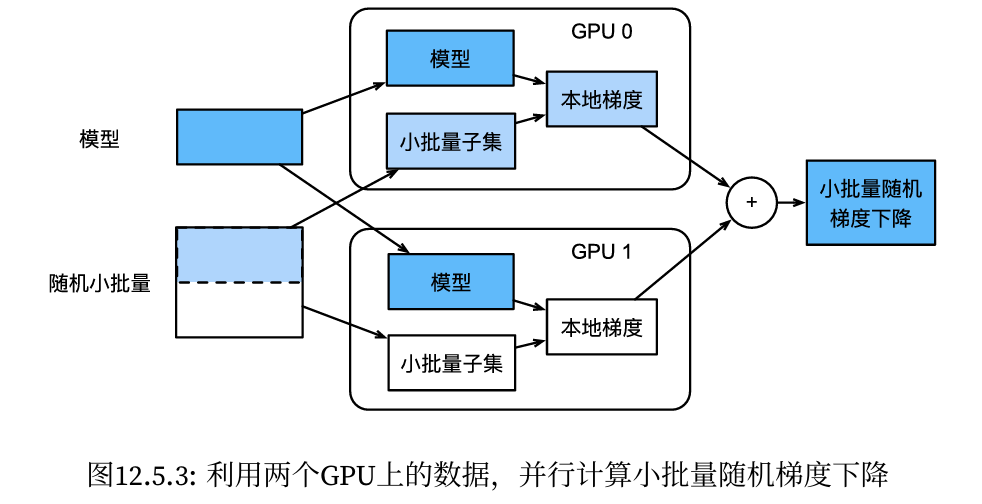 模型
随机小批量
GPU 0
模型
小批量子集
本地梯度
GPU 1
模型
小批量子集
本地梯度
+
小批量随机
梯度下降
图12.5.3: 利用两个GPU上的数据，并行计算小批量随机梯度下降